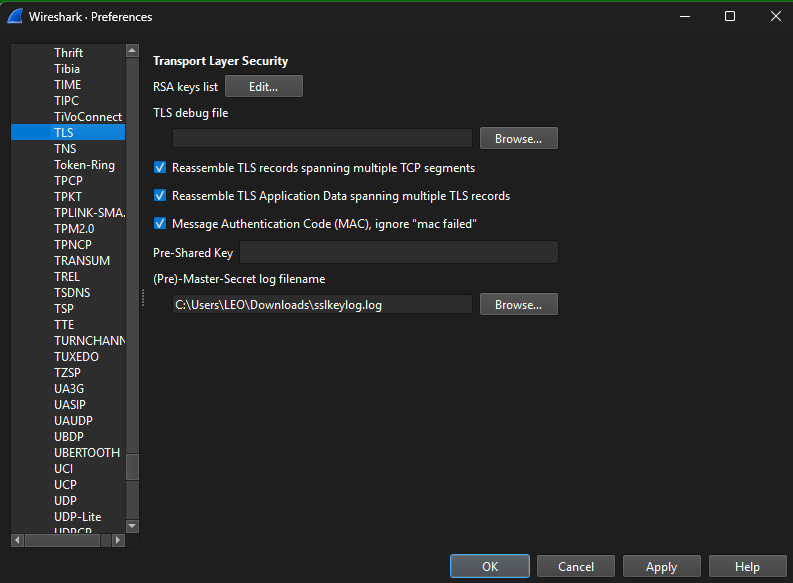 Wireshark · Preferences
Thrift
Tibia
TIME
TIPC
TiVoConnect
TLS
TNS
Token-Ring
TPCP
TPKT
TPLINK-SMA.
TPM2.0
TPNCP
TRANSUM
TREL
TSDNS
TSP
TTE
TURNCHANN
TUXEDO
TZSP
UA3G
UASIP
UAUDP
UBDP
UBERTOOTH
UCI
UCP
UDP
UDP-Lite
UDPCP
Transport Layer Security
RSA keys list Edit...
TLS debug file
Browse...
Reassemble TLS records spanning multiple TCP segments
Reassemble TLS Application Data spanning multiple TLS records
Message Authentication Code (MAC), ignore "mac failed"
Pre-Shared Key
(Pre)-Master-Secret log filename
C:\Users\LEO\Downloads\sslkeylog.log Browse...
OK Cancel Apply Help